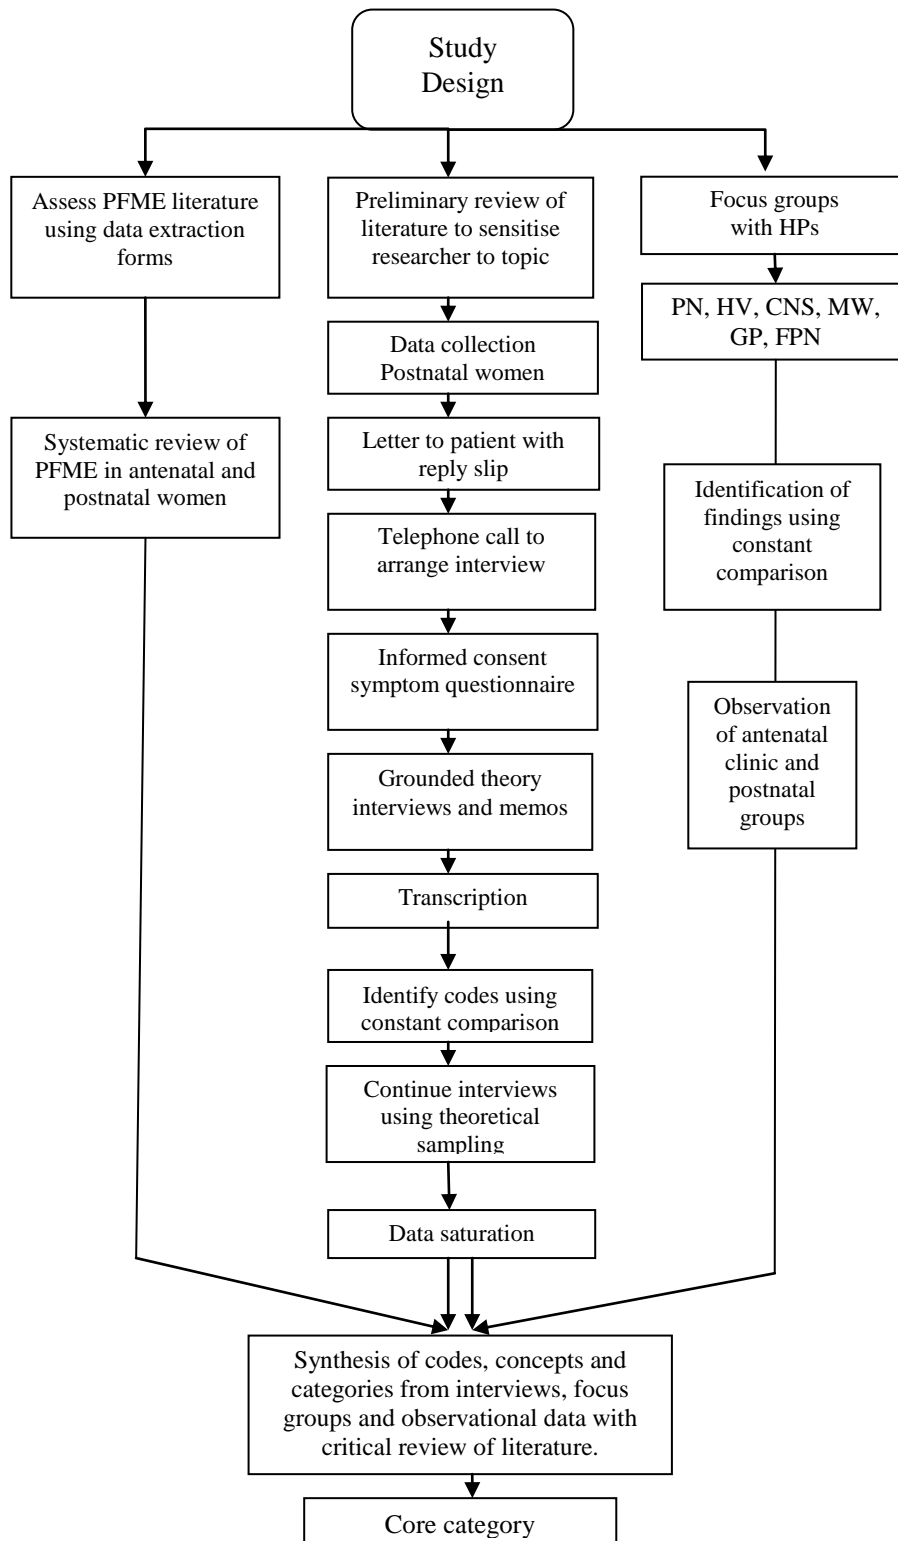 Study
Design
Assess PFME literature
using data extraction
forms
Systematic review of
PFME in antenatal and
postnatal women
Preliminary review of
literature to sensitise
researcher to topic
Data collection
Postnatal women
Letter to patient with
reply slip
Telephone call to
arrange interview
Informed consent
symptom questionnaire
Grounded theory
interviews and memos
Transcription
Identify codes using
constant comparison
Continue interviews
using theoretical
sampling
Data saturation
Focus groups
with HPs
PN, HV, CNS, MW,
GP, FPN
Identification of
findings using
constant
comparison
Observation
of antenatal
clinic and
postnatal
groups
Synthesis of codes, concepts and
categories from interviews, focus
groups and observational data with
critical review of literature.
Core category